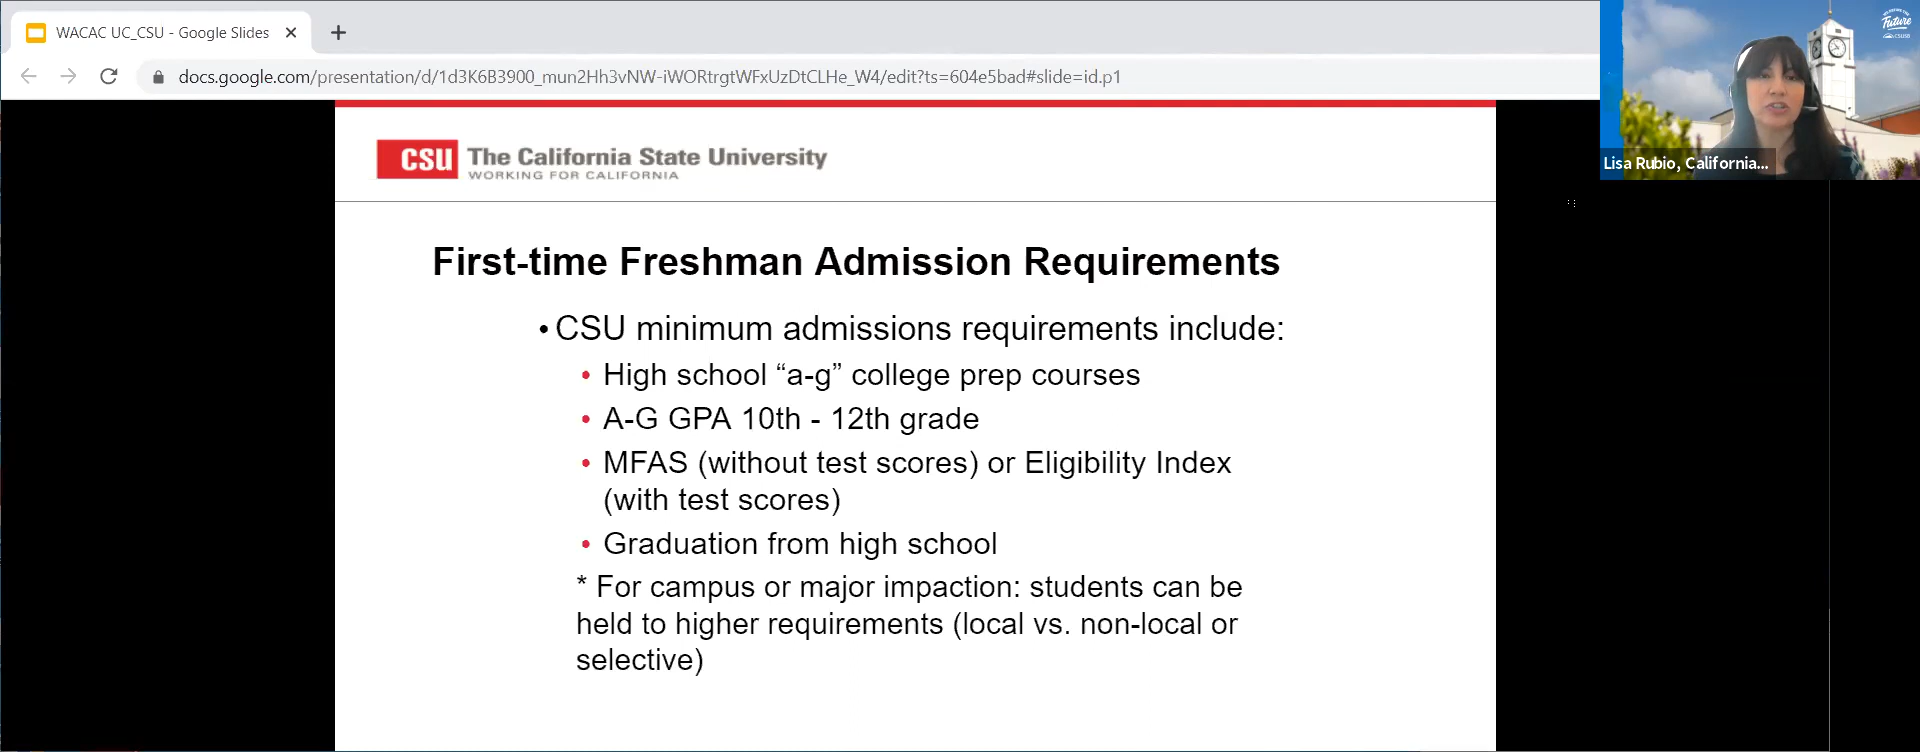 WACAC UC_CSU - Google Slides
docs.google.com/presentation/d/1d3K6B3900_mun2Hh3vNW-iWORtrgtWFxUzDtCLHe_W4/edit?ts=604e5bad#slide=id.p1
Future
CSUSB
Lisa Rubio, California...
CSU The California State University
WORKING FOR CALIFORNIA
First-time Freshman Admission Requirements
• CSU minimum admissions requirements include:
• High school “a-g” college prep courses
• A-G GPA 10th - 12th grade
• MFAS (without test scores) or Eligibility Index
(with test scores)
• Graduation from high school
* For campus or major impaction: students can be
held to higher requirements (local vs. non-local or
selective)